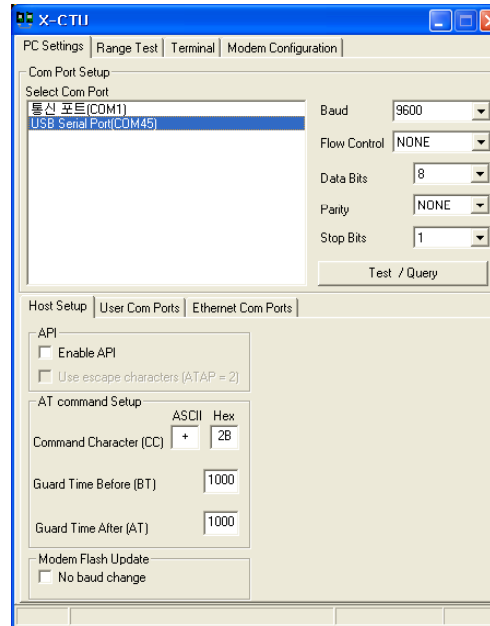 X-CTU
PC Settings Range Test Terminal Modem Configuration
Com Port Setup
Select Com Port
통신 포트(COM1)
USB Serial Port(COM45)
Baud 9600
Flow Control NONE
Data Bits 8
Parity NONE
Stop Bits 1
Test / Query
Host Setup User Com Ports Ethernet Com Ports
API
Enable API
Use escape characters (ATAP = 2)
AT command Setup
ASCII Hex
Command Character (CC) + 2B
Guard Time Before (BT) 1000
Guard Time After (AT) 1000
Modem Flash Update
No baud change